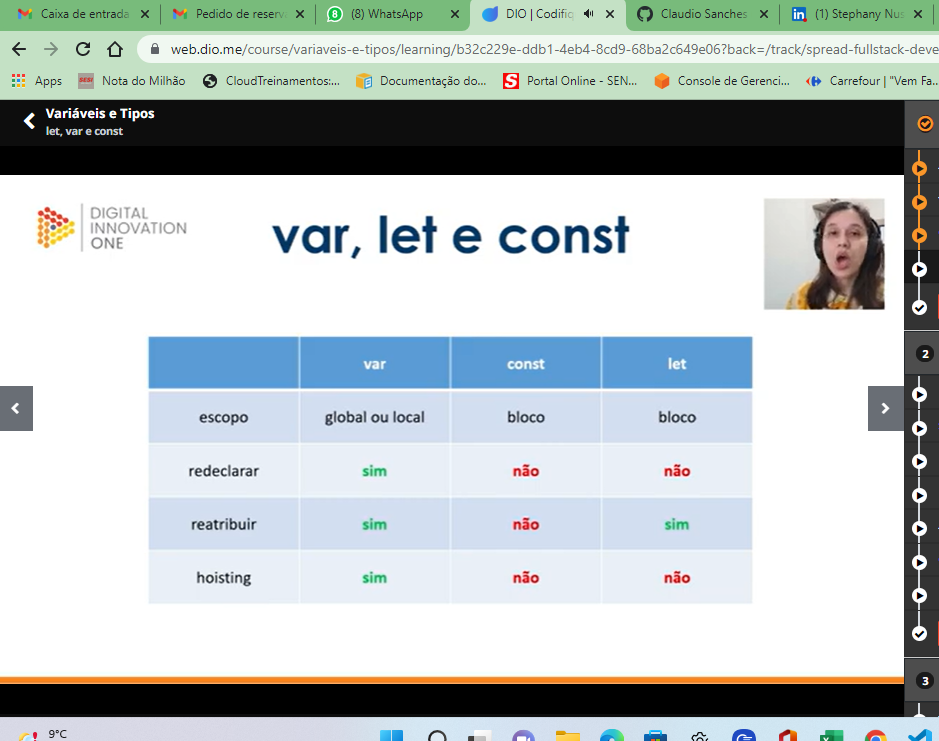 Caixa de entrada
Pedido de reserva
(8) WhatsApp
DIO | Codific
Claudio Sanches
(1) Stephany Nus
web.dio.me/course/variaveis-e-tipos/learning/b32c229e-ddb1-4eb4-8cd9-68ba2c649e06?back=/track/spread-fullstack-deve
Apps
Nota do Milhão
CloudTreinamentos:...
Documentação do...
Portal Online - SEN...
Console de Gerenci...
Carrefour | "Vem Fa...
Variáveis e Tipos
let, var e const
DIGITAL
INNOVATION
ONE
var, let e const
var const let
escopo global ou local bloco bloco
redeclarar sim não não
reatribuir sim não sim
hoisting sim não não
2
3
9°C